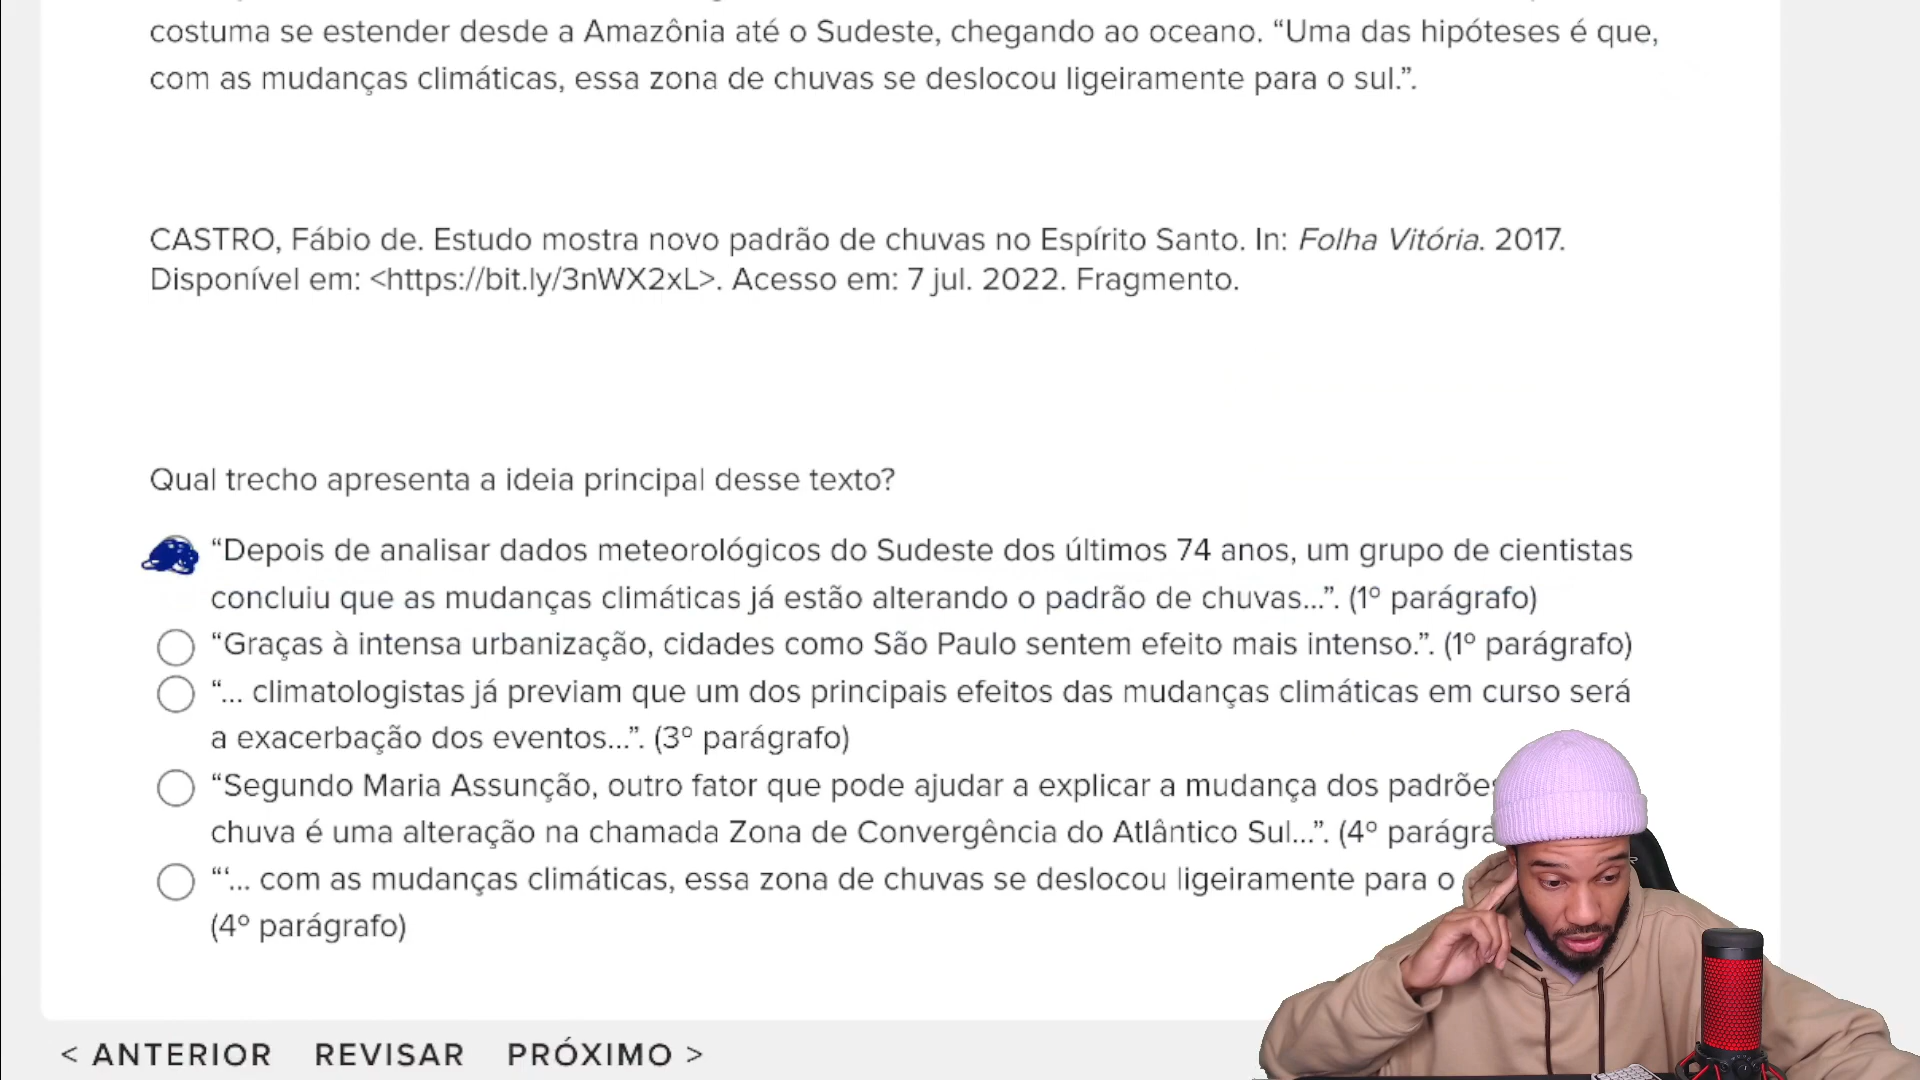 costuma se estender desde a Amazônia até o Sudeste, chegando ao oceano. “Uma das hipóteses é que,
com as mudanças climáticas, essa zona de chuvas se deslocou ligeiramente para o sul.”.
CASTRO, Fábio de. Estudo mostra novo padrão de chuvas no Espírito Santo. In: Folha Vitória. 2017.
Disponível em: <https://bit.ly/3nWX2xL>. Acesso em: 7 jul. 2022. Fragmento.
Qual trecho apresenta a ideia principal desse texto?
“Depois de analisar dados meteorológicos do Sudeste dos últimos 74 anos, um grupo de cientistas
concluiu que as mudanças climáticas já estão alterando o padrão de chuvas...”. (1º parágrafo)
“Graças à intensa urbanização, cidades como São Paulo sentem efeito mais intenso.”. (1º parágrafo)
“... climatologistas já previam que um dos principais efeitos das mudanças climáticas em curso será
a exacerbação dos eventos...”. (3º parágrafo)
“Segundo Maria Assunção, outro fator que pode ajudar a explicar a mudança dos
chuva é uma alteração na chamada Zona de Convergência do Atlântico Sul...”. (4º
“‘... com as mudanças climáticas, essa zona de chuvas se deslocou ligeiramente para o
(4º parágrafo)
< ANTERIOR REVISAR PRÓXIMO >